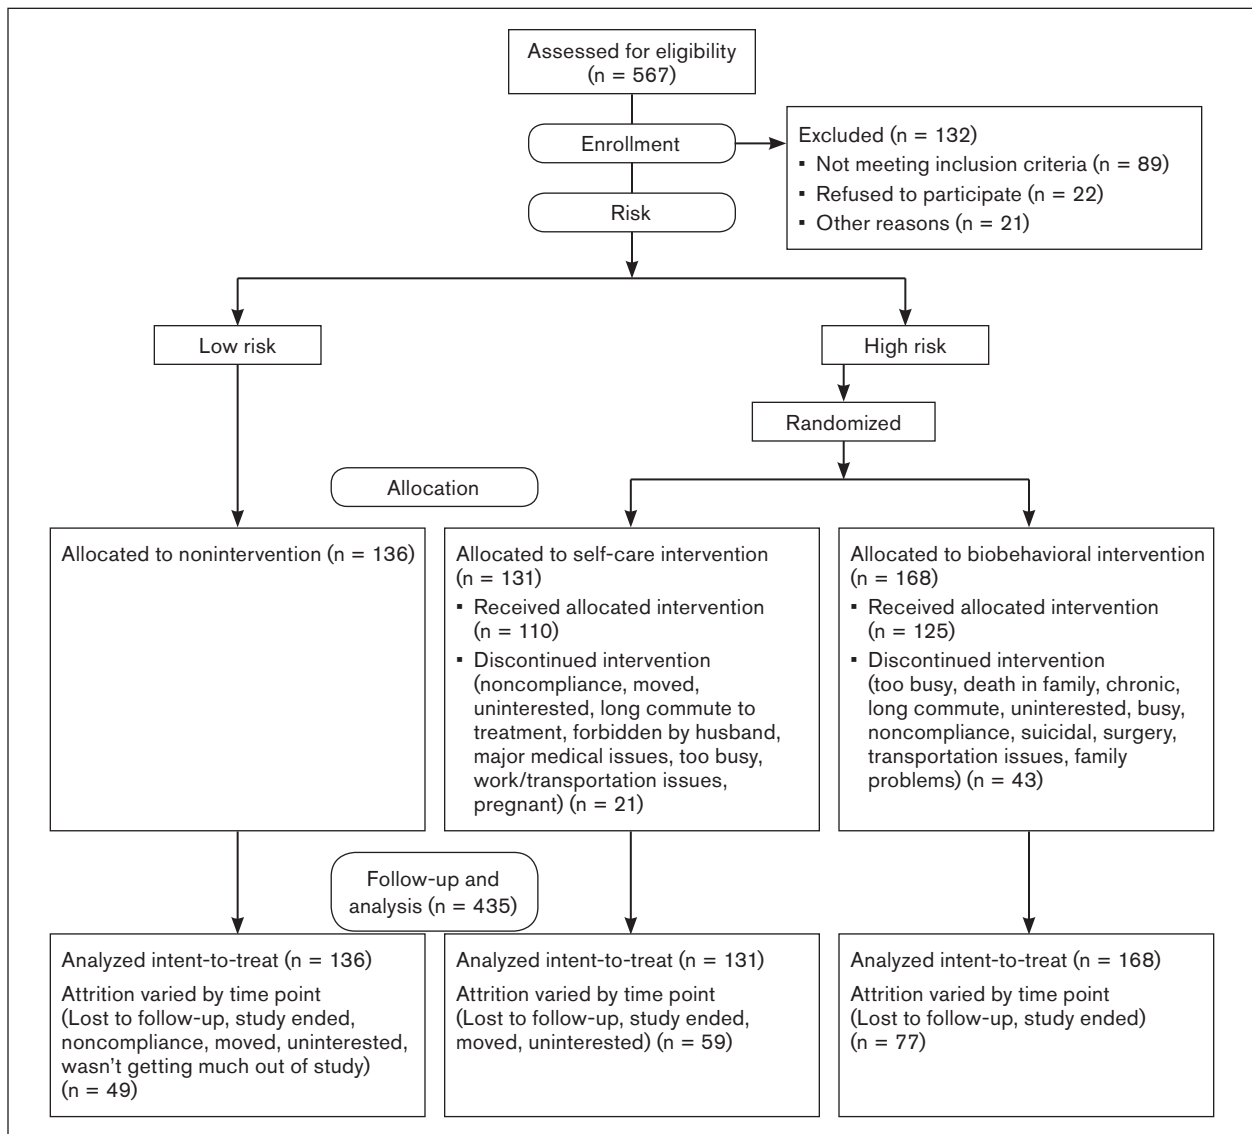 Assessed for eligibility
(n = 567)
Enrollment
Excluded (n = 132)
▪ Not meeting inclusion criteria (n = 89)
▪ Refused to participate (n = 22)
▪ Other reasons (n = 21)
Risk
Low risk
High risk
Randomized
Allocation
Allocated to nonintervention (n = 136)
Allocated to self-care intervention
(n = 131)
▪ Received allocated intervention
(n = 110)
▪ Discontinued intervention
(noncompliance, moved,
uninterested, long commute to
treatment, forbidden by husband,
major medical issues, too busy,
work/transportation issues,
pregnant) (n = 21)
Allocated to biobehavioral intervention
(n = 168)
▪ Received allocated intervention
(n = 125)
▪ Discontinued intervention
(too busy, death in family, chronic,
long commute, uninterested, busy,
noncompliance, suicidal, surgery,
transportation issues, family
problems) (n = 43)
Follow-up and
analysis (n = 435)
Analyzed intent-to-treat (n = 136)
Attrition varied by time point
(Lost to follow-up, study ended,
noncompliance, moved, uninterested,
wasn't getting much out of study)
(n = 49)
Analyzed intent-to-treat (n = 131)
Attrition varied by time point
(Lost to follow-up, study ended,
moved, uninterested) (n = 59)
Analyzed intent-to-treat (n = 168)
Attrition varied by time point
(Lost to follow-up, study ended)
(n = 77)